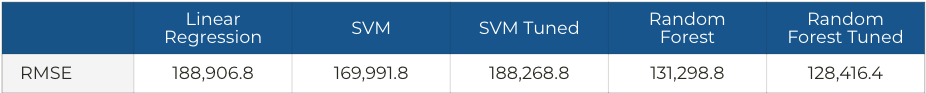 Linear Regression SVM SVM Tuned Random Forest Random Forest Tuned
RMSE 188,906.8 169,991.8 188,268.8 131,298.8 128,416.4